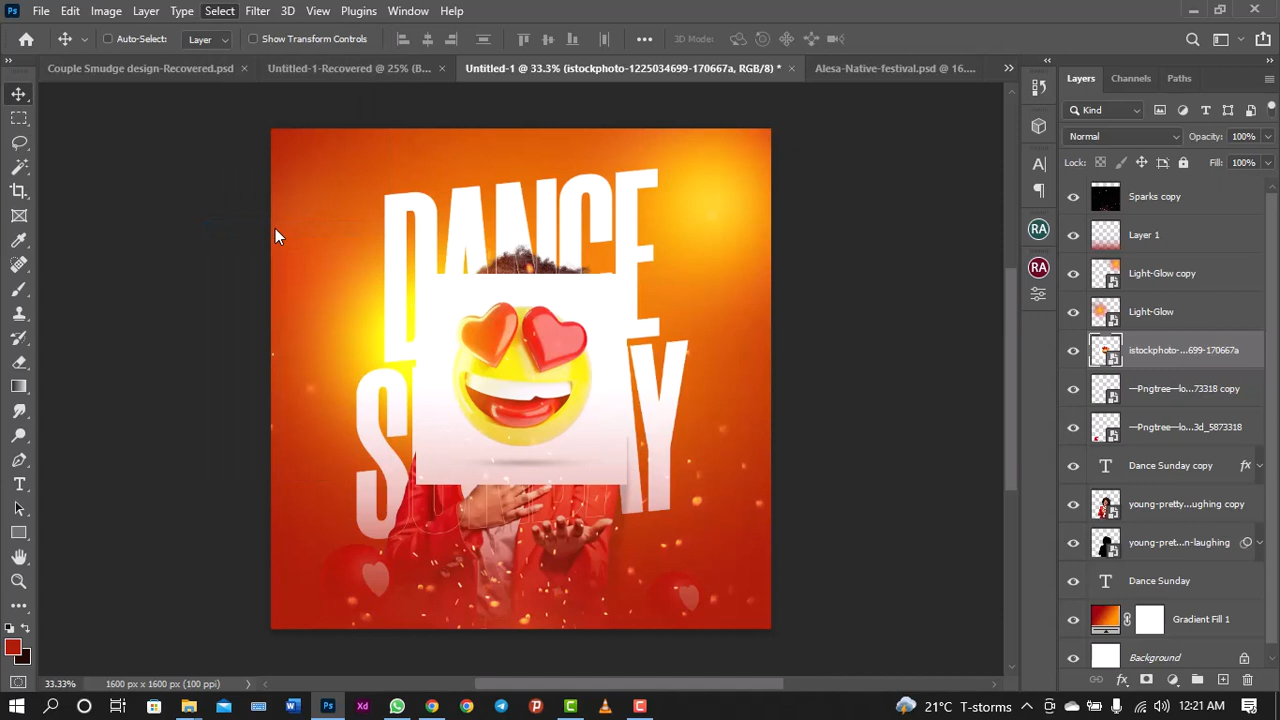 Ps File Edit Image Layer Type Select Filter 3D View Plugins Window Help
Auto-Select: Layer Show Transform Controls 3D Mode:
Couple Smudge design-Recovered.psd × Untitled-1-Recovered @ 25% (B... × Untitled-1 @ 33.3% (istockphoto-1225034699-170667a, RGB/8) * × Alesa-Native-festival.psd @ 16....
Layers Channels Paths
Kind
Normal Opacity: 100%
Lock: Fill: 100%
Sparks copy
Layer 1
Light-Glow copy
Light-Glow
istockphoto-...699-170667a
—Pngtree—lo...73318 copy
—Pngtree—lo...3d_5873318
Dance Sunday copy fx
young-pretty...ughing copy
young-pret...n-laughing
Dance Sunday
Gradient Fill 1
Background
RA
RA
DANCE
S Y
33.33% 1600 px x 1600 px (100 ppi)
21°C T-storms 12:21 AM